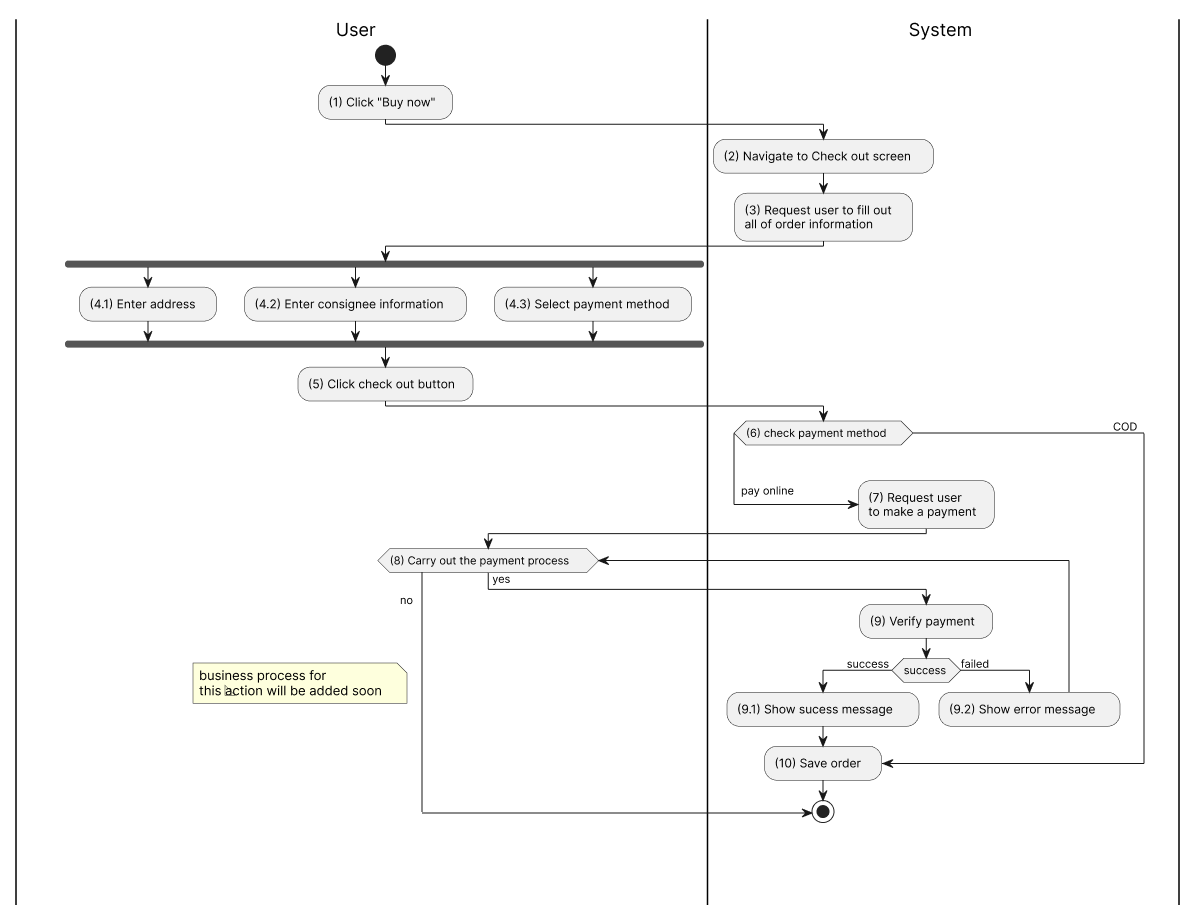 User
System
(1) Click "Buy now"
(2) Navigate to Check out screen
(3) Request user to fill out
all of order information
(4.1) Enter address
(4.2) Enter consignee information
(4.3) Select payment method
(5) Click check out button
(6) check payment method
COD
pay online
(7) Request user
to make a payment
(8) Carry out the payment process
yes
no
(9) Verify payment
success
success
failed
business process for
this action will be added soon
(9.1) Show sucess message
(9.2) Show error message
(10) Save order